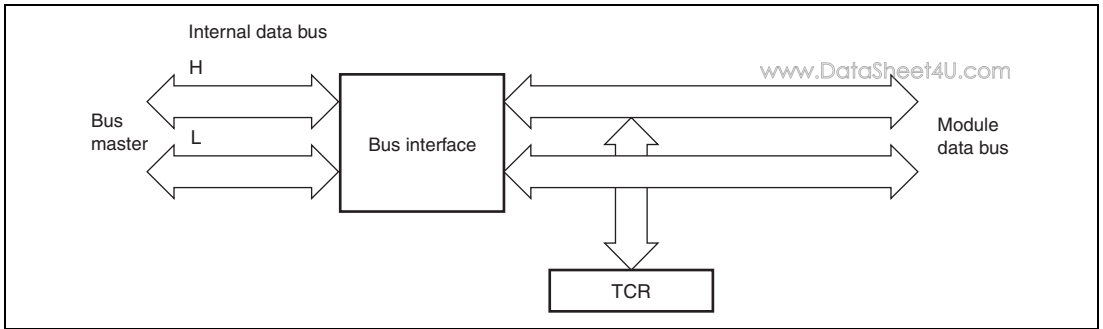 Internal data bus
www.DataSheet4U.com
H
Bus
master
L
Bus interface
Module
data bus
TCR